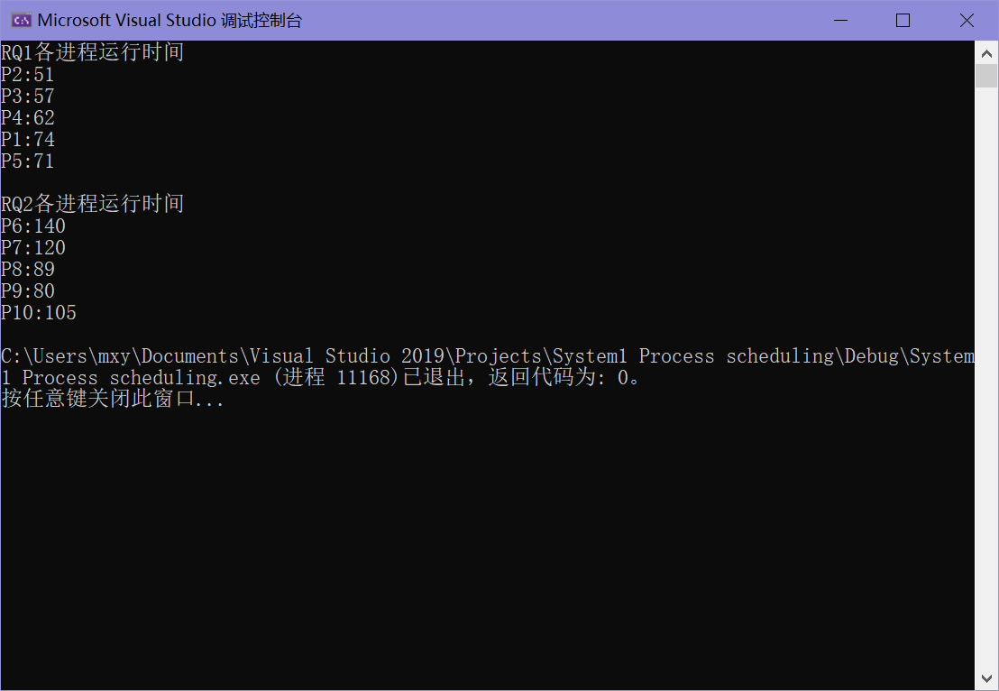 Microsoft Visual Studio 调试控制台
RQ1各进程运行时间
P2:51
P3:57
P4:62
P1:74
P5:71
RQ2各进程运行时间
P6:140
P7:120
P8:89
P9:80
P10:105
C:\Users\mxy\Documents\Visual Studio 2019\Projects\System1 Process scheduling\Debug\System
1 Process scheduling.exe (进程 11168)已退出，返回代码为: 0。
按任意键关闭此窗口...